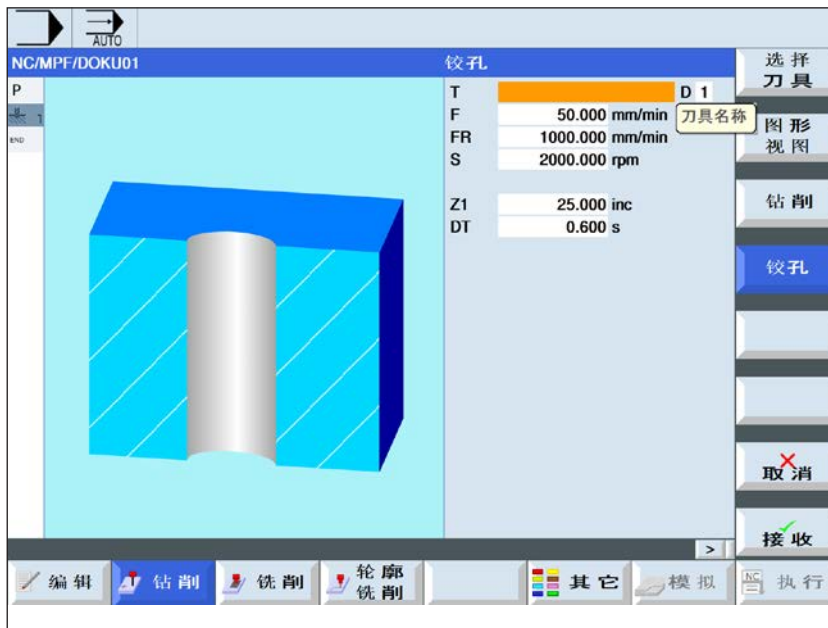 AUTO
NC/MPF/DOKU01
铰孔
P
1
END
T D 1
F 50.000 mm/min
刀具名称
FR 1000.000 mm/min
S 2000.000 rpm
Z1 25.000 inc
DT 0.600 s
选择
刀具
图形
视图
钻削
铰孔
取消
接收
>
编辑
钻削
铣削
轮廓
铣削
其它
模拟
NC
执行